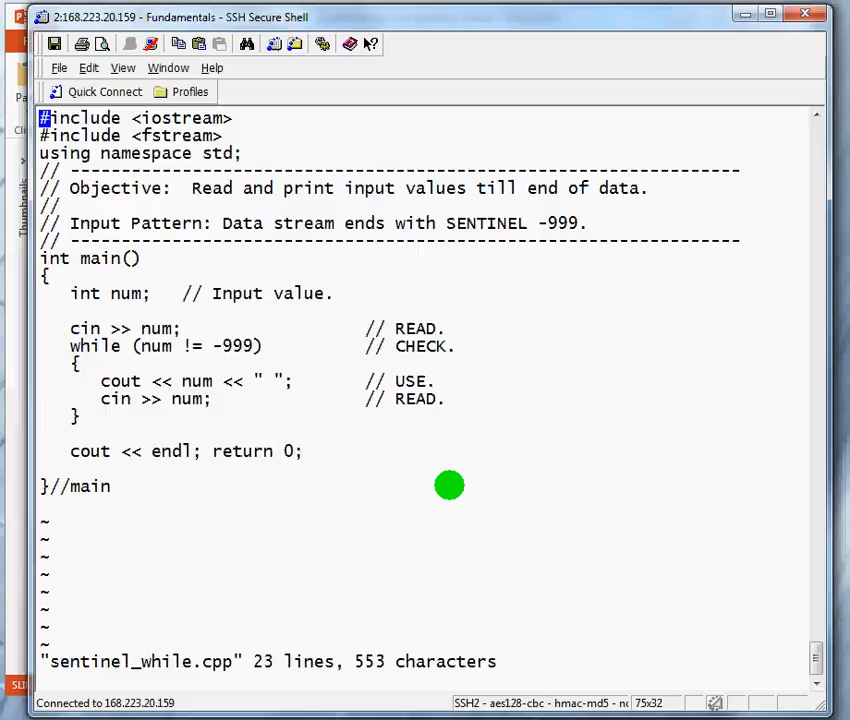 2:168.223.20.159 - Fundamentals - SSH Secure Shell
File Edit View Window Help
Quick Connect Profiles
#include <iostream>
#include <fstream>
using namespace std;
// -------------------------------------------------------------------
// Objective:  Read and print input values till end of data.
//
// Input Pattern: Data stream ends with SENTINEL -999.
// -------------------------------------------------------------------
int main()
{
   int num;   // Input value.
   cin >> num;                  // READ.
   while (num != -999)          // CHECK.
   {
      cout << num << " ";       // USE.
      cin >> num;               // READ.
   }
   cout << endl; return 0;
}//main
~
~
~
~
~
~
~
~
"sentinel_while.cpp" 23 lines, 553 characters
Connected to 168.223.20.159
SSH2 - aes128-cbc - hmac-md5 - 75x32
Thumbnails